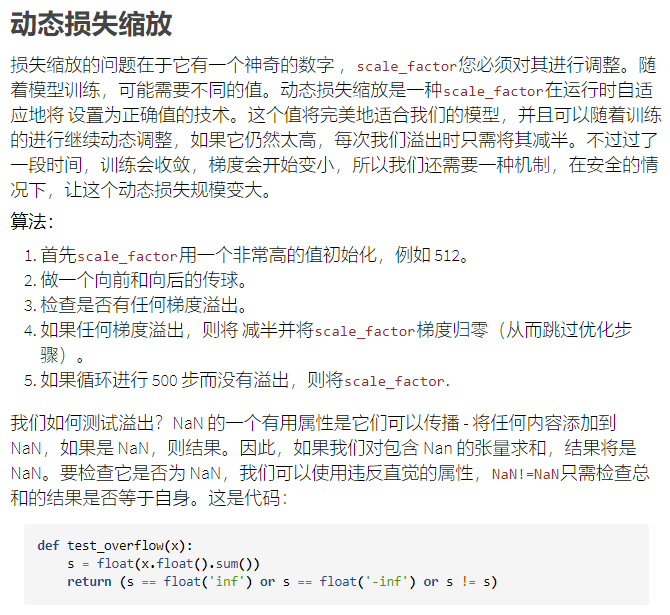 动态损失缩放
损失缩放的问题在于它有一个神奇的数字 ，scale_factor您必须对其进行调整。随
着模型训练，可能需要不同的值。动态损失缩放是一种scale_factor在运行时自适
应地将 设置为正确值的技术。这个值将完美地适合我们的模型，并且可以随着训练
的进行继续动态调整，如果它仍然太高，每次我们溢出时只需将其减半。不过过了
一段时间，训练会收敛，梯度会开始变小，所以我们还需要一种机制，在安全的情
况下，让这个动态损失规模变大。
算法：
1. 首先scale_factor用一个非常高的值初始化，例如 512。
2. 做一个向前和向后的传球。
3. 检查是否有任何梯度溢出。
4. 如果任何梯度溢出，则将 减半并将scale_factor梯度归零（从而跳过优化步
骤）。
5. 如果循环进行 500 步而没有溢出，则将scale_factor.
我们如何测试溢出？NaN 的一个有用属性是它们可以传播 - 将任何内容添加到
NaN，如果是 NaN，则结果。因此，如果我们对包含 Nan 的张量求和，结果将是
NaN。要检查它是否为 NaN，我们可以使用违反直觉的属性，NaN!=NaN只需检查总
和的结果是否等于自身。这是代码：
def test_overflow(x):
    s = float(x.float().sum())
    return (s == float('inf') or s == float('-inf') or s != s)